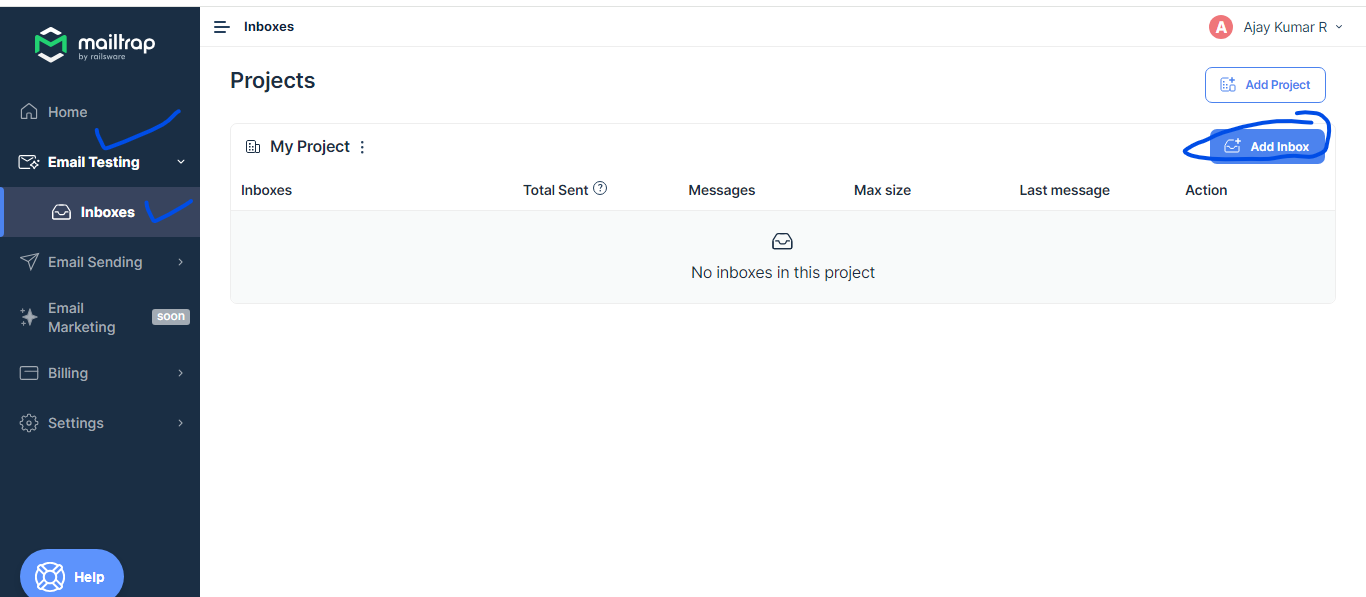 mailtrap
by railsware
Home
Email Testing
Inboxes
Email Sending
Email
Marketing
soon
Billing
Settings
Help
Inboxes
A
Ajay Kumar R
Projects
Add Project
My Project
Add Inbox
Inboxes Total Sent ? Messages Max size Last message Action
No inboxes in this project